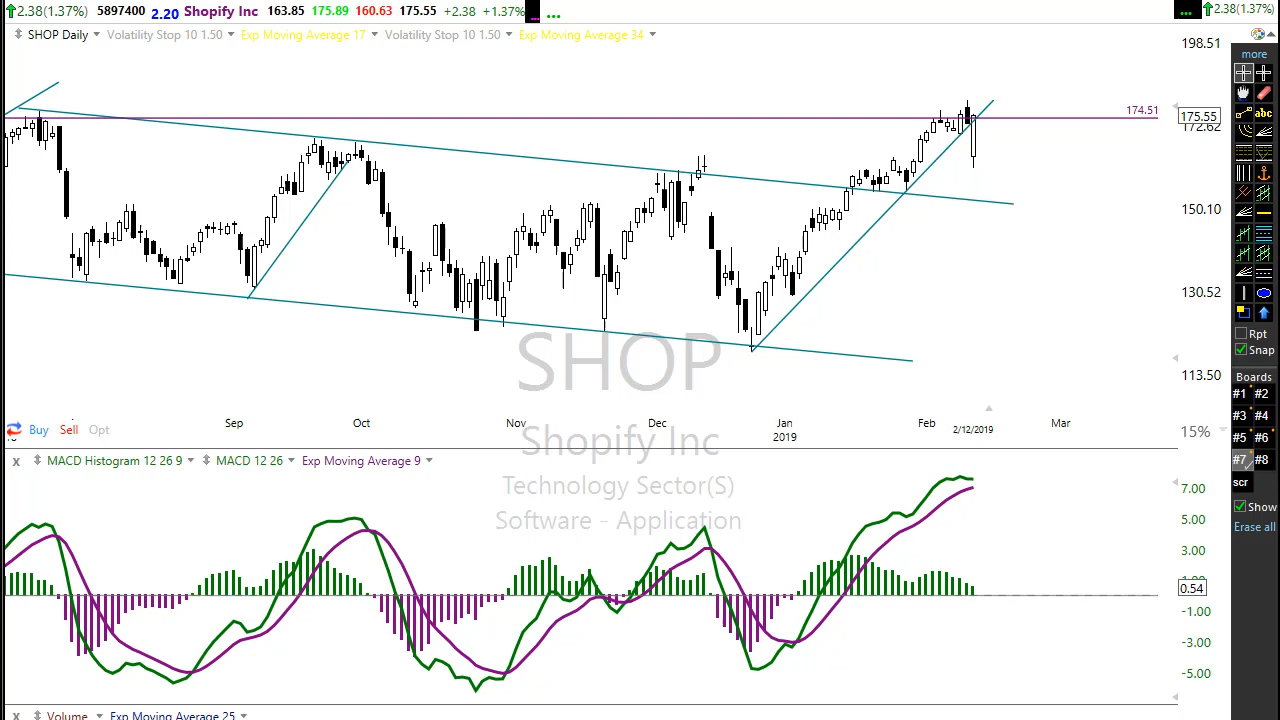 2.38(1.37%) 5897400 2.20 Shopify Inc 163.85 175.89 160.63 175.55 +2.38 +1.37% ... ... 2.38(1.37%)
SHOP Daily Volatility Stop 10 1.50 Exp Moving Average 17 Volatility Stop 10 1.50 Exp Moving Average 34
198.51
more
174.51
175.55
172.62
abc
150.10
130.52
SHOP
Rpt
Snap
113.50
Boards
#1 #2
#3 #4
#5 #6
#7 #8
scr
Show
Erase all
Sep Oct Nov Dec Jan Feb Mar
2019 2/12/2019
Buy Sell Opt
15%
Shopify Inc
Technology Sector(S)
Software - Application
X MACD Histogram 12 26 9 MACD 12 26 Exp Moving Average 9
7.00
5.00
3.00
0.54
-1.00
-3.00
-5.00
X Volume Exp Moving Average 25